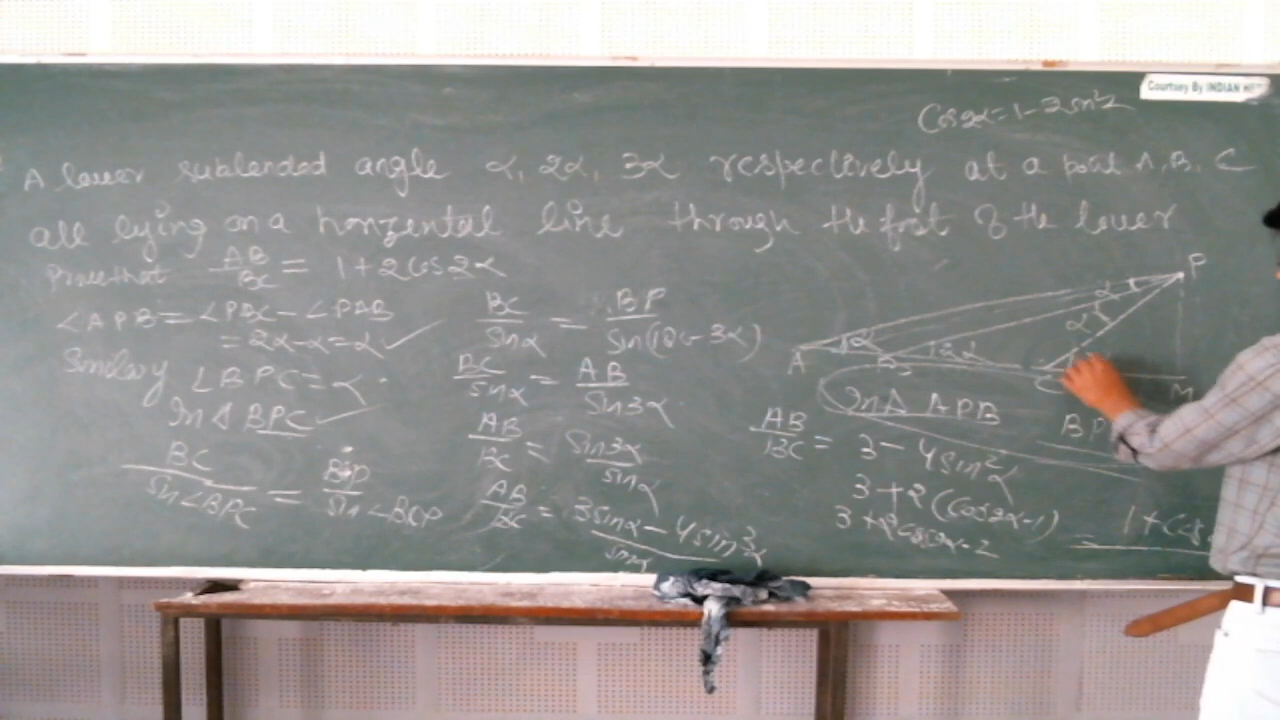 Courtesy By INDIAN
Cos2α=1-2sin²α
A tower subtended angle α, 2α, 3α respectively at a point A, B, C
all lying on a horizental line through the foot of the tower
Prove that AB/BC = 1+2Cos2α
∠APB = ∠PBC - ∠PAB
= 2α-α=α
Similary ∠BPC = α
In Δ BPC
BC/Sin∠BPC = BP/Sin∠BCP
BC/Sinα = BP/Sin(180-3α)
BC/Sinα = AB/Sin3α
AB/BC = Sin3α/Sinα
AB/BC = 3Sinα-4Sin³α/Sinα
P
α
α
A
α
B
2α
C
M
In Δ APB
BP
AB/BC = 3-4Sin²α
3+2(Cos2α-1)
3+2Cos2α-2
1+Cos